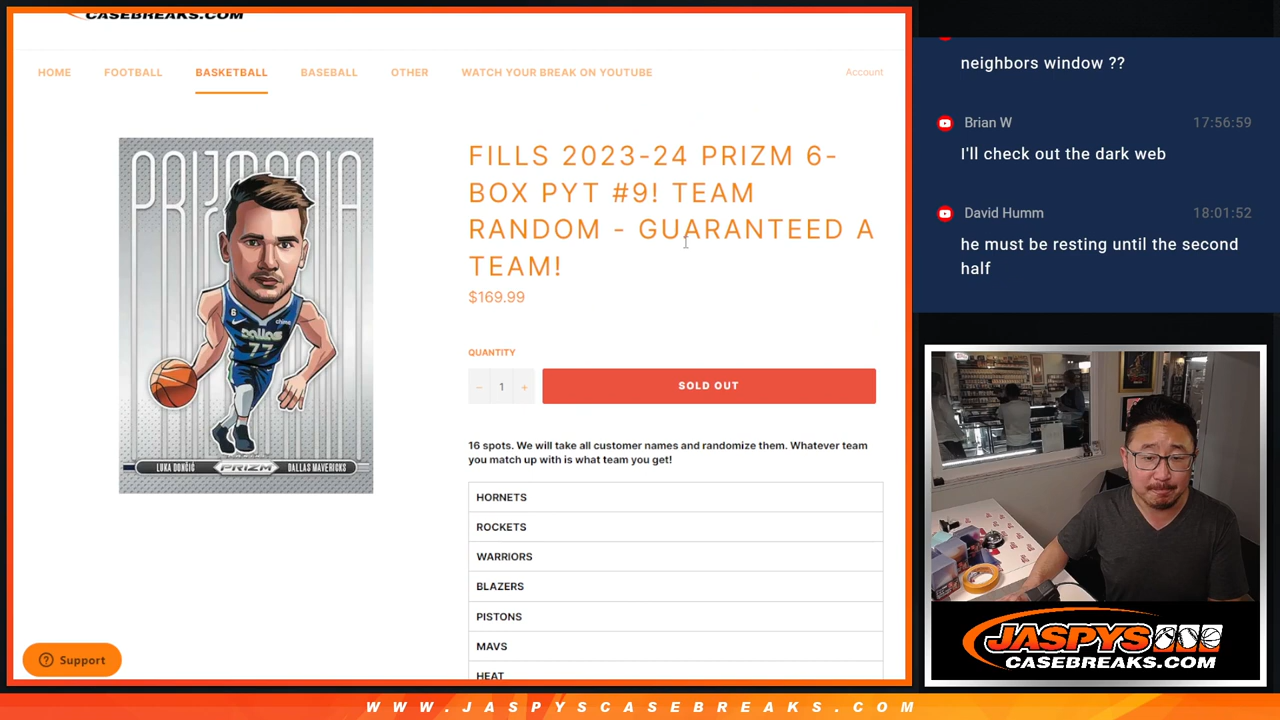 CASEBREAKS.COM
HOME FOOTBALL BASKETBALL BASEBALL OTHER WATCH YOUR BREAK ON YOUTUBE Account
PRIZMANIA
6
DALLAS
77
LUKA DONČIĆ PRIZM DALLAS MAVERICKS
FILLS 2023-24 PRIZM 6-
BOX PYT #9! TEAM
RANDOM - GUARANTEED A
TEAM!
$169.99
QUANTITY
− 1 + SOLD OUT
16 spots. We will take all customer names and randomize them. Whatever team
you match up with is what team you get!
HORNETS
ROCKETS
WARRIORS
BLAZERS
PISTONS
MAVS
HEAT
Support
neighbors window ??
Brian W 17:56:59
I'll check out the dark web
David Humm 18:01:52
he must be resting until the second
half
JASPYS
CASEBREAKS.COM
WWW.JASPYSCASEBREAKS.COM